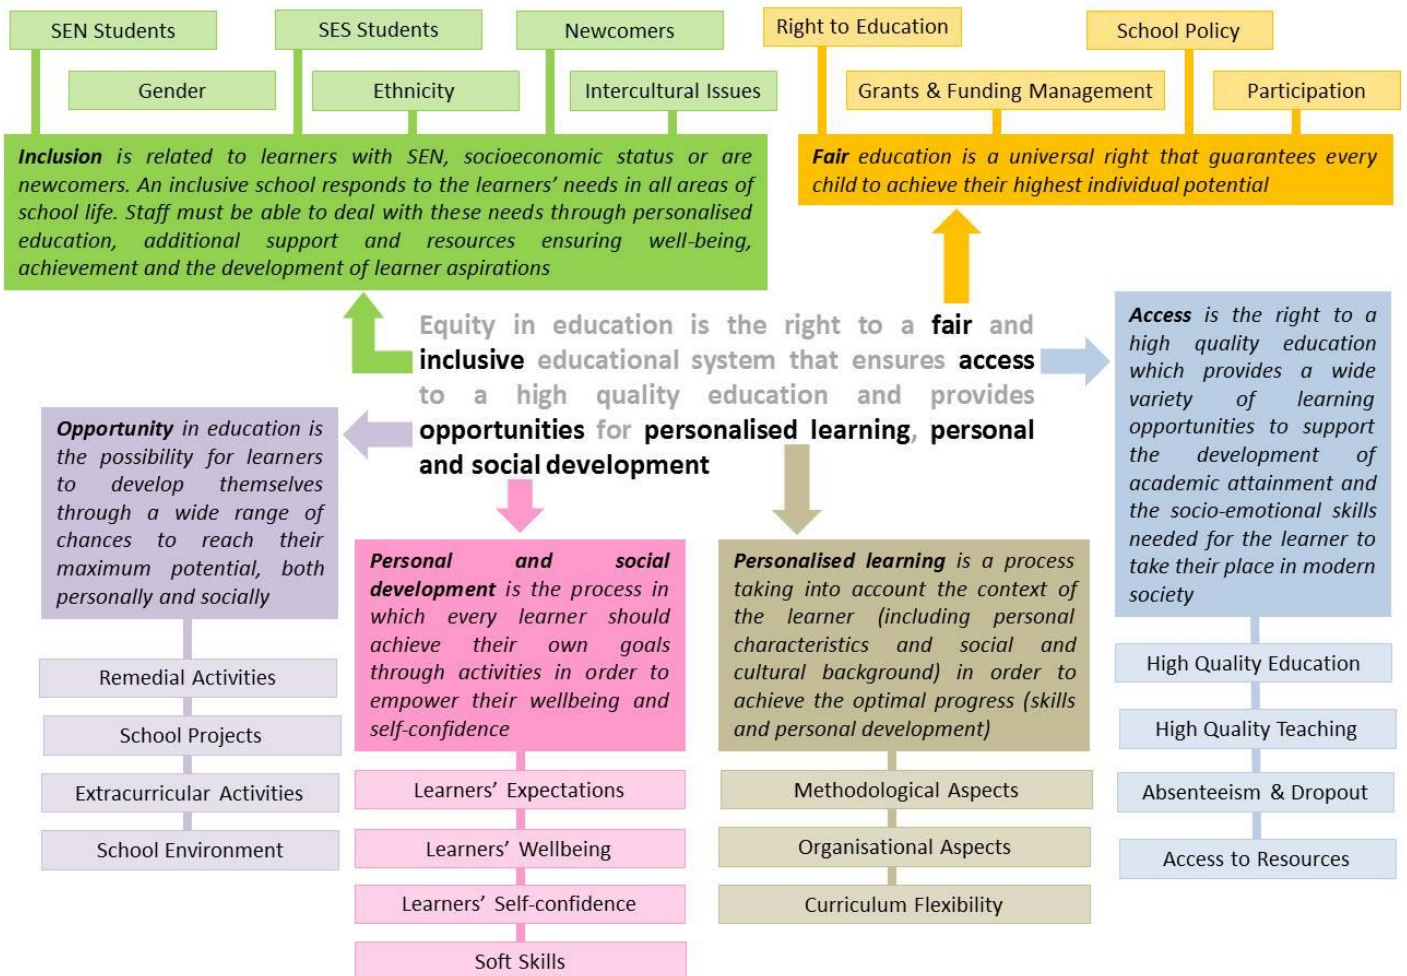 SEN Students
SES Students
Newcomers
Gender
Ethnicity
Intercultural Issues
Inclusion is related to learners with SEN, socioeconomic status or are
newcomers. An inclusive school responds to the learners’ needs in all areas of
school life. Staff must be able to deal with these needs through personalised
education, additional support and resources ensuring well-being,
achievement and the development of learner aspirations
Right to Education
School Policy
Grants & Funding Management
Participation
Fair education is a universal right that guarantees every
child to achieve their highest individual potential
Equity in education is the right to a fair and
inclusive educational system that ensures access
to a high quality education and provides
opportunities for personalised learning, personal
and social development
Access is the right to a
high quality education
which provides a wide
variety of learning
opportunities to support
the development of
academic attainment and
the socio-emotional skills
needed for the learner to
take their place in modern
society
High Quality Education
High Quality Teaching
Absenteeism & Dropout
Access to Resources
Opportunity in education is
the possibility for learners
to develop themselves
through a wide range of
chances to reach their
maximum potential, both
personally and socially
Remedial Activities
School Projects
Extracurricular Activities
School Environment
Personal and social
development is the process in
which every learner should
achieve their own goals
through activities in order to
empower their wellbeing and
self-confidence
Learners’ Expectations
Learners’ Wellbeing
Learners’ Self-confidence
Soft Skills
Personalised learning is a process
taking into account the context of
the learner (including personal
characteristics and social and
cultural background) in order to
achieve the optimal progress (skills
and personal development)
Methodological Aspects
Organisational Aspects
Curriculum Flexibility